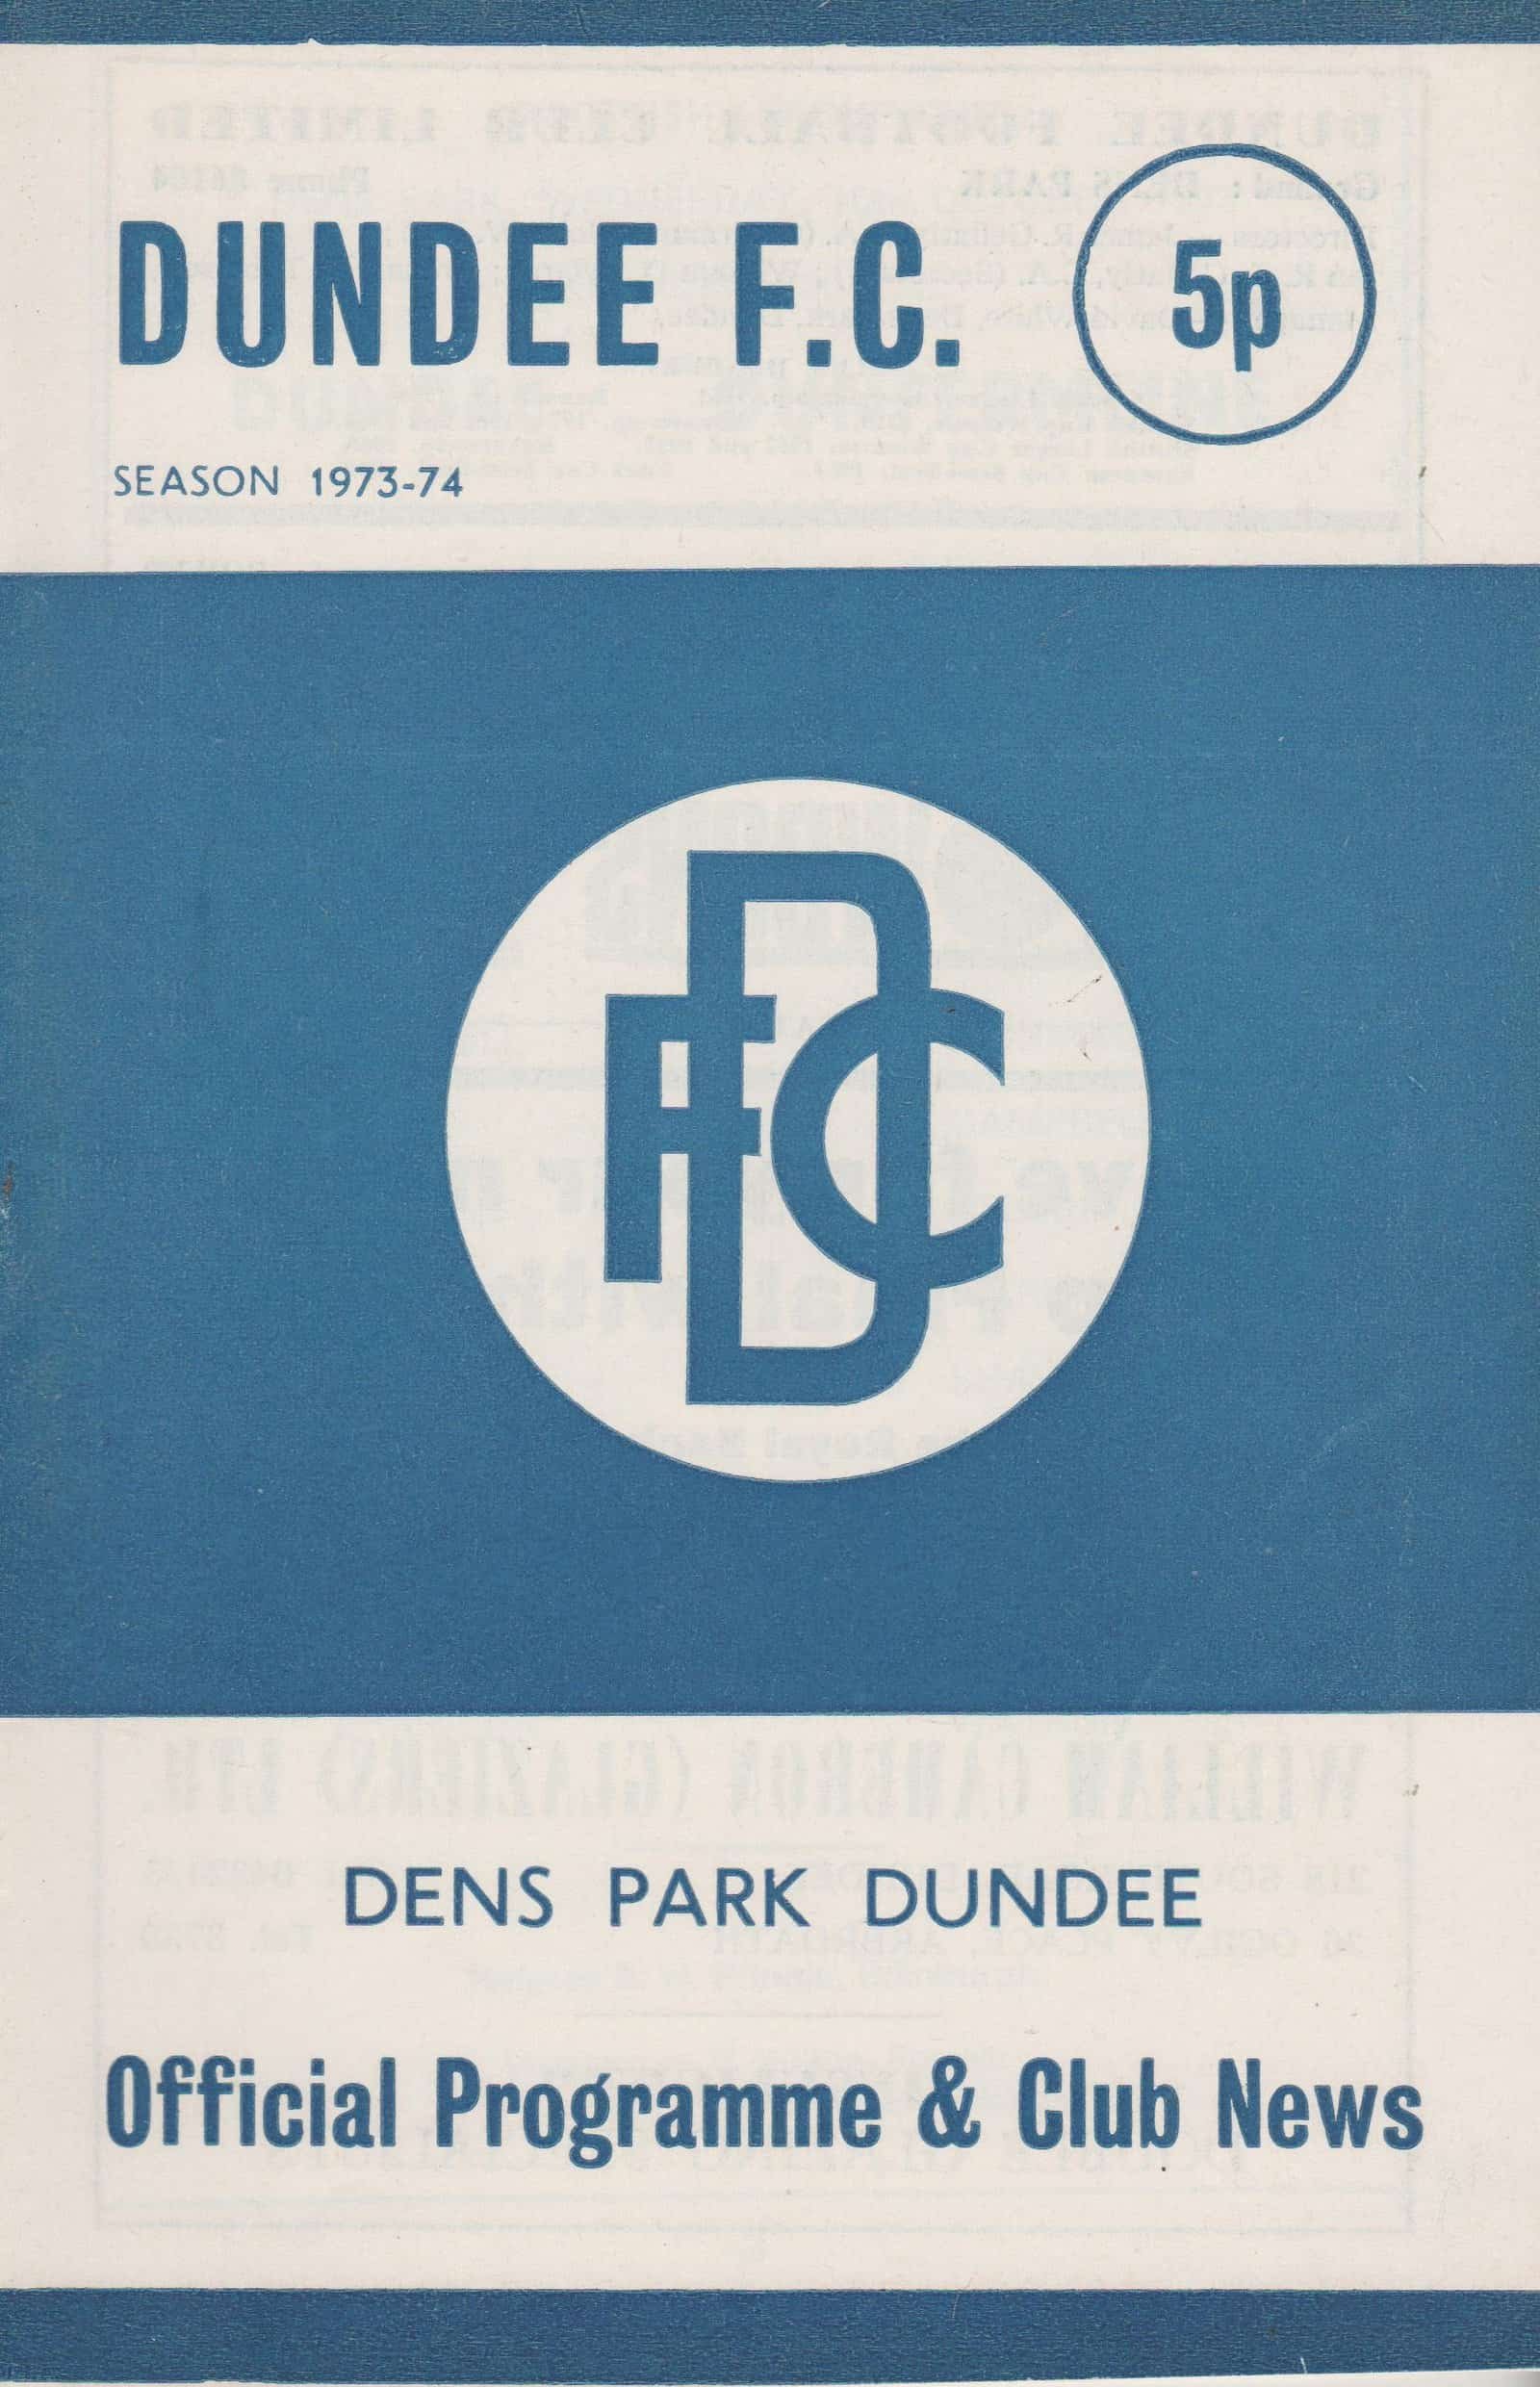 DUNDEE F.C.
5p
SEASON 1973-74
DFC
DENS PARK DUNDEE
Official Programme & Club News